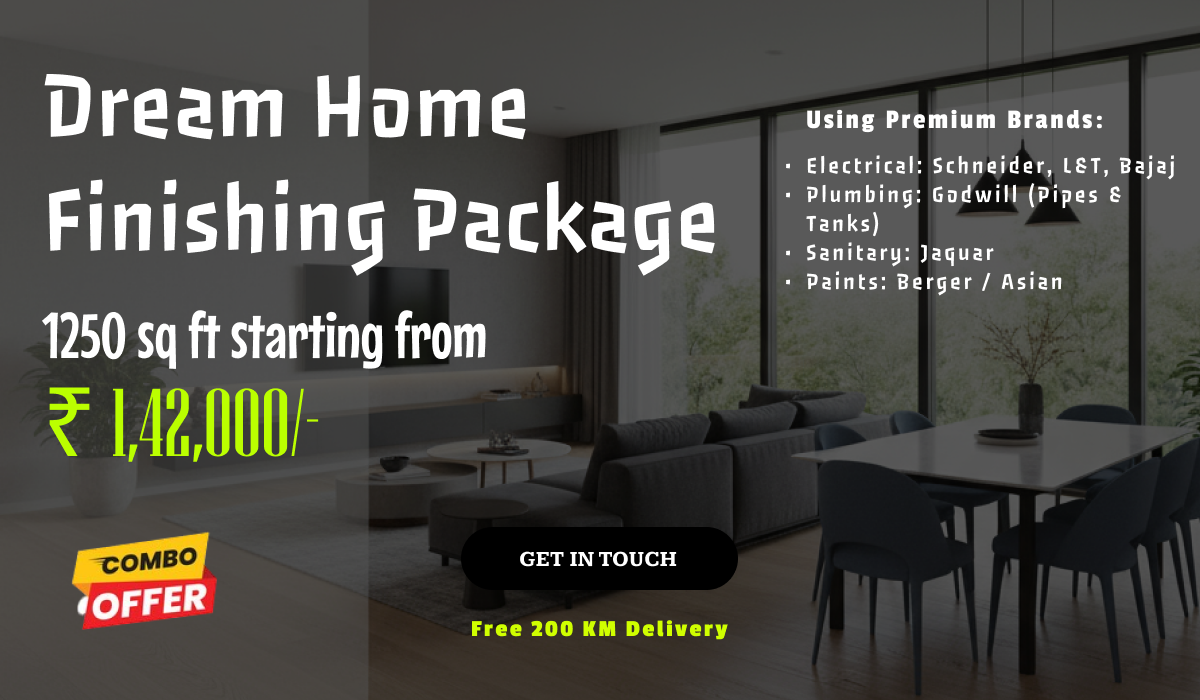 Dream Home
Finishing Package
1250 sq ft starting from
₹ 1,42,000/-
COMBO
OFFER
Using Premium Brands:
• Electrical: Schneider, L&T, Bajaj
• Plumbing: Godwill (Pipes &
Tanks)
• Sanitary: Jaquar
• Paints: Berger / Asian
GET IN TOUCH
Free 200 KM Delivery